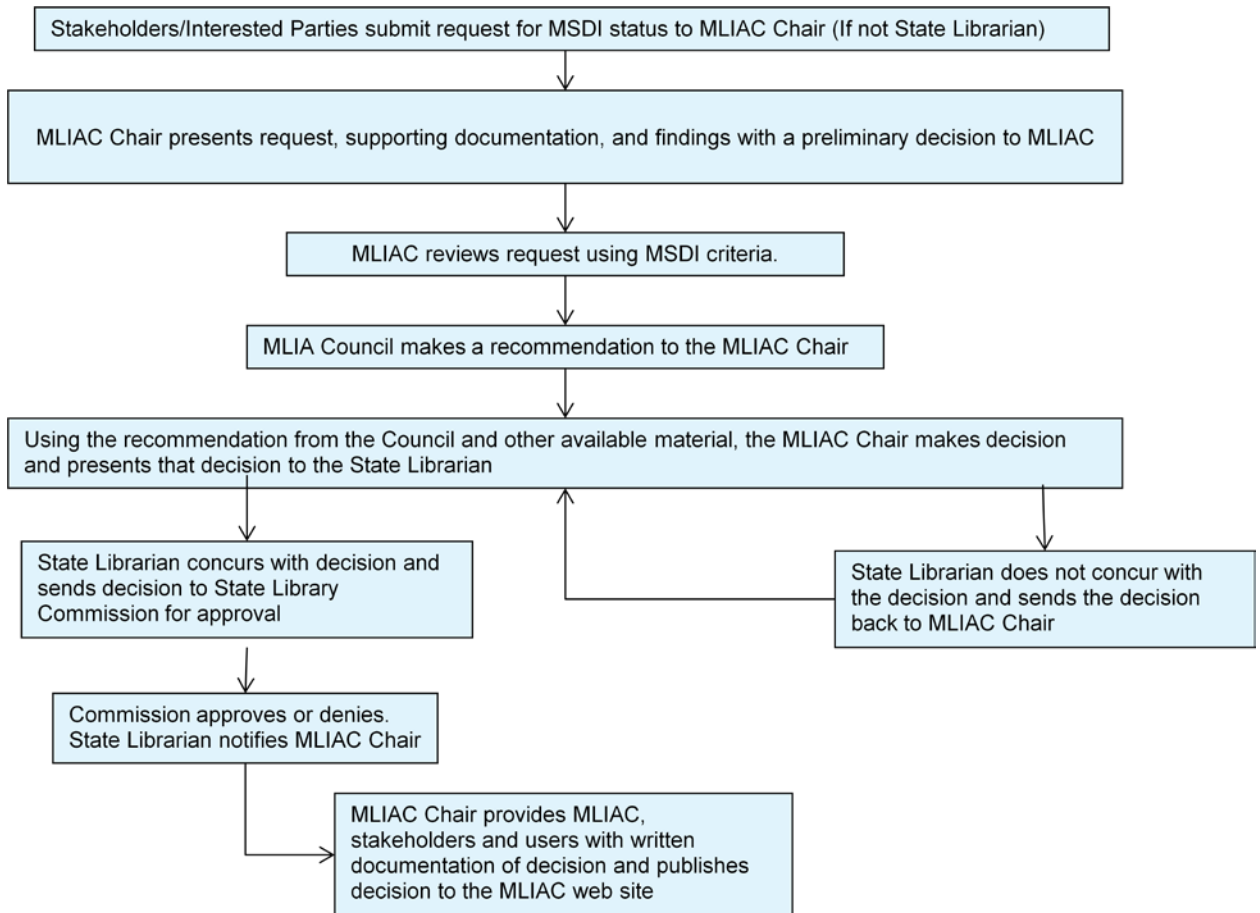 Stakeholders/Interested Parties submit request for MSDI status to MLIAC Chair (If not State Librarian)
MLIAC Chair presents request, supporting documentation, and findings with a preliminary decision to MLIAC
MLIAC reviews request using MSDI criteria.
MLIA Council makes a recommendation to the MLIAC Chair
Using the recommendation from the Council and other available material, the MLIAC Chair makes decision
and presents that decision to the State Librarian
State Librarian concurs with decision and
sends decision to State Library
Commission for approval
State Librarian does not concur with
the decision and sends the decision
back to MLIAC Chair
Commission approves or denies.
State Librarian notifies MLIAC Chair
MLIAC Chair provides MLIAC,
stakeholders and users with written
documentation of decision and publishes
decision to the MLIAC web site